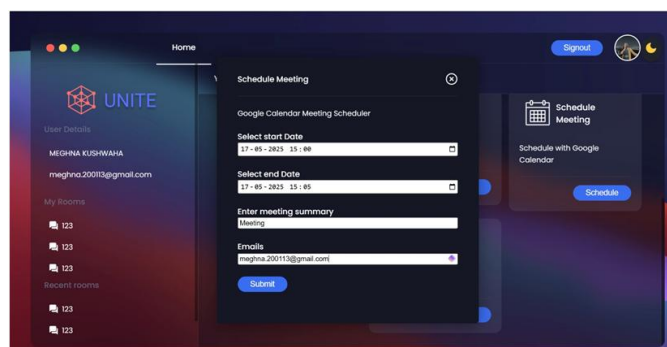 Home
Signout
UNITE
User Details
MEGHNA KUSHWAHA
meghna.200113@gmail.com
My Rooms
123
123
123
Recent rooms
123
123
Y
Schedule Meeting
Google Calendar Meeting Scheduler
Select start Date
17-05-2025 15:00
Select end Date
17-05-2025 15:05
Enter meeting summary
Meeting
Emails
meghna.200113@gmail.com
Submit
Schedule
Meeting
Schedule with Google
Calendar
Schedule